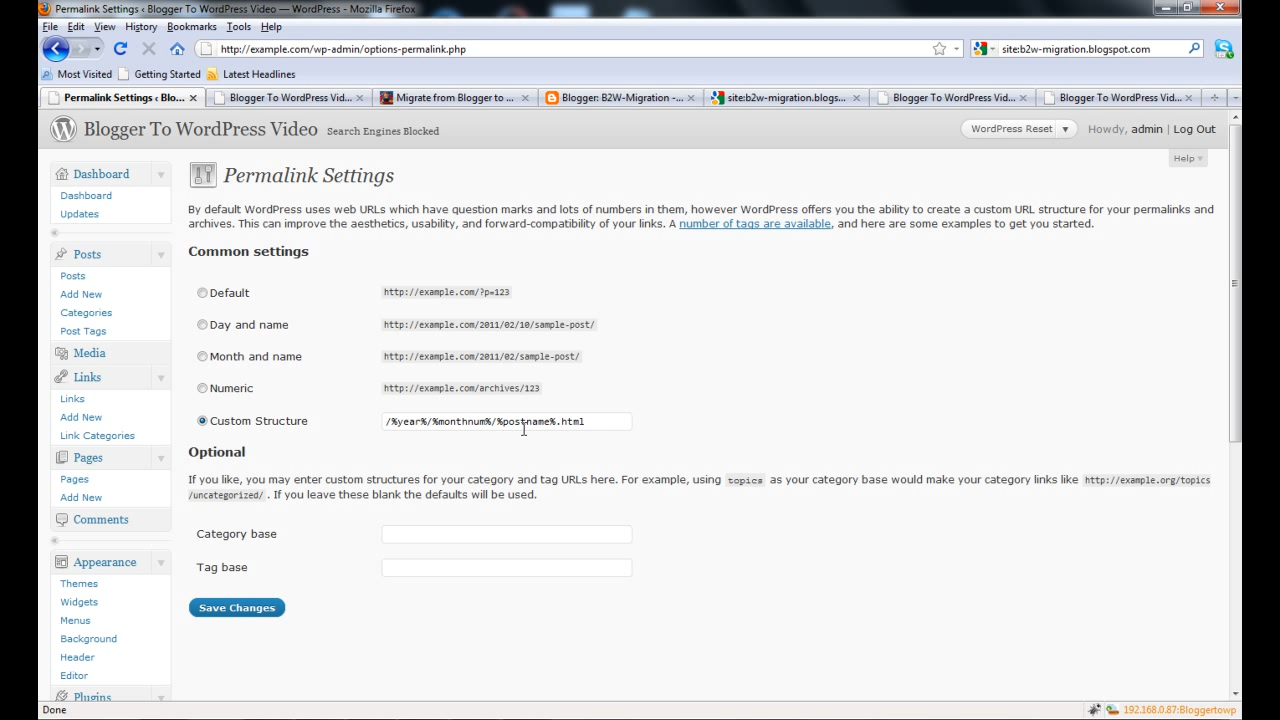 Permalink Settings ‹ Blogger To WordPress Video — WordPress - Mozilla Firefox
File Edit View History Bookmarks Tools Help
http://example.com/wp-admin/options-permalink.php
site:b2w-migration.blogspot.com
Most Visited Getting Started Latest Headlines
Permalink Settings ‹ Blo... Blogger To WordPress Vid... Migrate from Blogger to ... Blogger: B2W-Migration -... site:b2w-migration.blogs... Blogger To WordPress Vid... Blogger To WordPress Vid...
Blogger To WordPress Video Search Engines Blocked
WordPress Reset Howdy, admin | Log Out
Help
Dashboard
Dashboard
Updates
Posts
Posts
Add New
Categories
Post Tags
Media
Links
Links
Add New
Link Categories
Pages
Pages
Add New
Comments
Appearance
Themes
Widgets
Menus
Background
Header
Editor
Plugins
Permalink Settings
By default WordPress uses web URLs which have question marks and lots of numbers in them, however WordPress offers you the ability to create a custom URL structure for your permalinks and
archives. This can improve the aesthetics, usability, and forward-compatibility of your links. A number of tags are available, and here are some examples to get you started.
Common settings
Default http://example.com/?p=123
Day and name http://example.com/2011/02/10/sample-post/
Month and name http://example.com/2011/02/sample-post/
Numeric http://example.com/archives/123
Custom Structure /%year%/%monthnum%/%postname%.html
Optional
If you like, you may enter custom structures for your category and tag URLs here. For example, using topics as your category base would make your category links like http://example.org/topics
/uncategorized/ . If you leave these blank the defaults will be used.
Category base
Tag base
Save Changes
Done
192.168.0.87:Bloggertowp